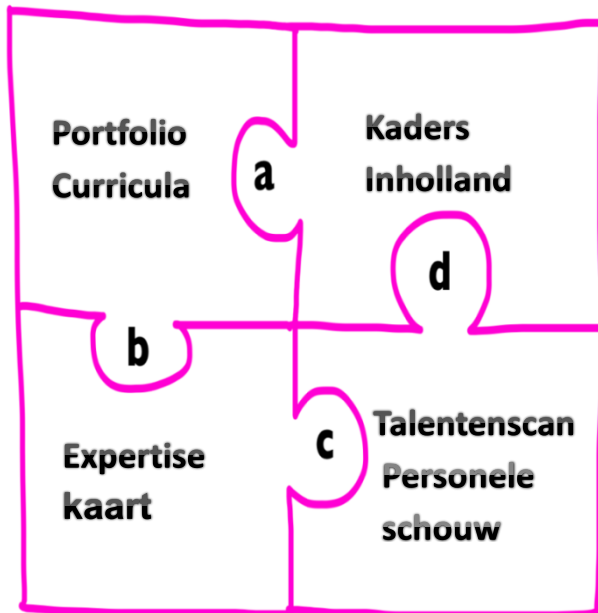 Portfolio
Curricula
a
Kaders
Inholland
d
b
Expertise
kaart
c
Talentenscan
Personele
schouw